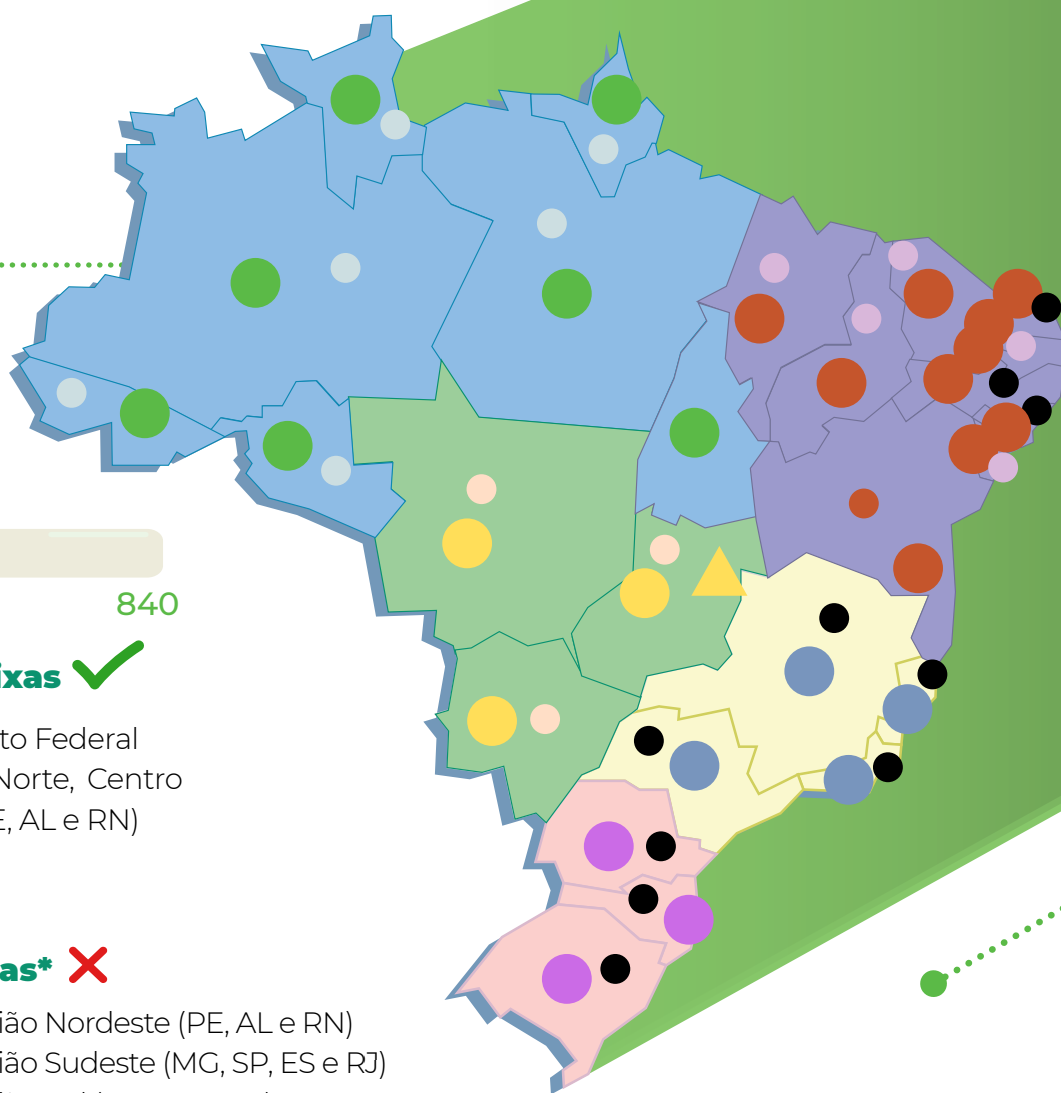 840
ixas
to Federal
Norte, Centro
E, AL e RN)
as*
ião Nordeste (PE, AL e RN)
ião Sudeste (MG, SP, ES e RJ)